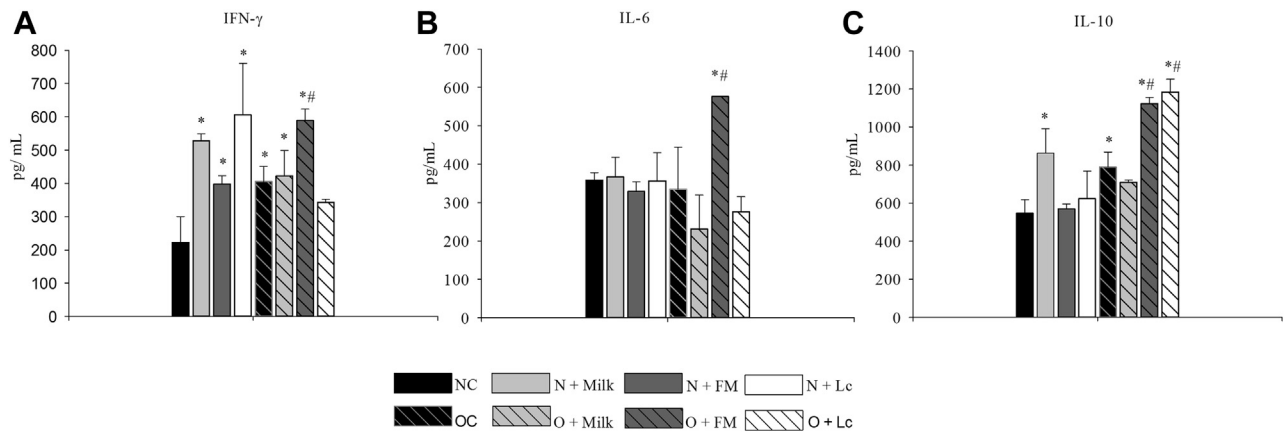 A
IFN-γ
pg/ mL
800
700
600
500
400
300
200
100
0
*
*
*
*
*
*#
B
IL-6
pg/mL
700
600
500
400
300
200
100
0
*#
C
IL-10
pg/mL
1400
1200
1000
800
600
400
200
0
*
*
*#
*#
NC
N + Milk
N + FM
N + Lc
OC
O + Milk
O + FM
O + Lc